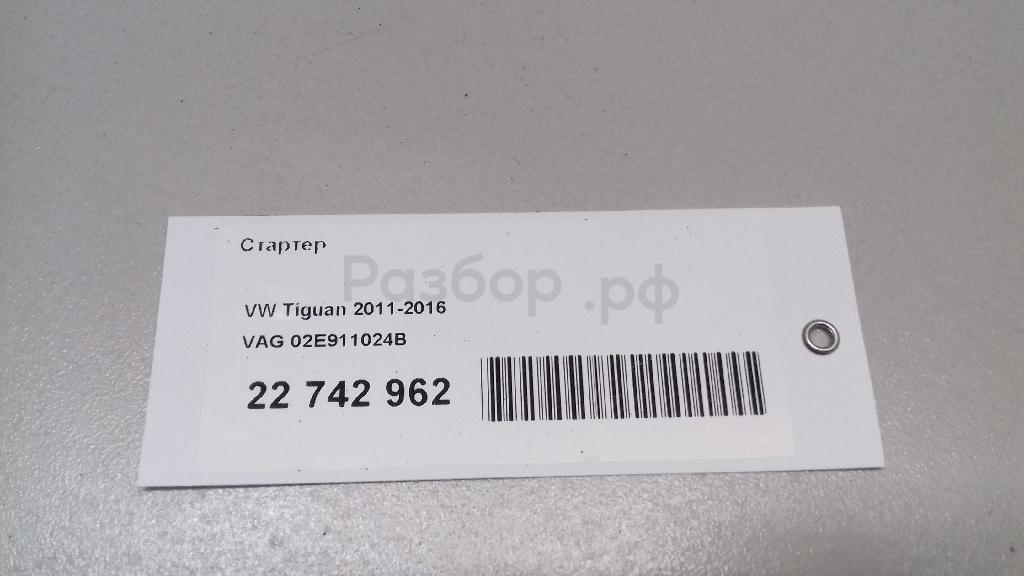 Стартер
Разбор.рф
VW Tiguan 2011-2016
VAG 02E911024B
22 742 962